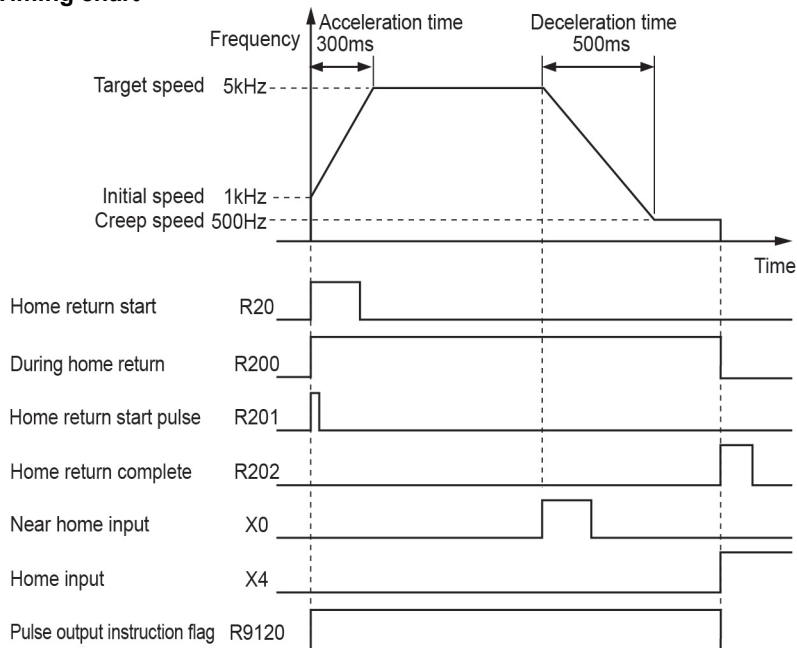 Timing chart
Acceleration time
300ms
Deceleration time
500ms
Frequency
Target speed 5kHz
Initial speed 1kHz
Creep speed 500Hz
Time
Home return start R20
During home return R200
Home return start pulse R201
Home return complete R202
Near home input X0
Home input X4
Pulse output instruction flag R9120